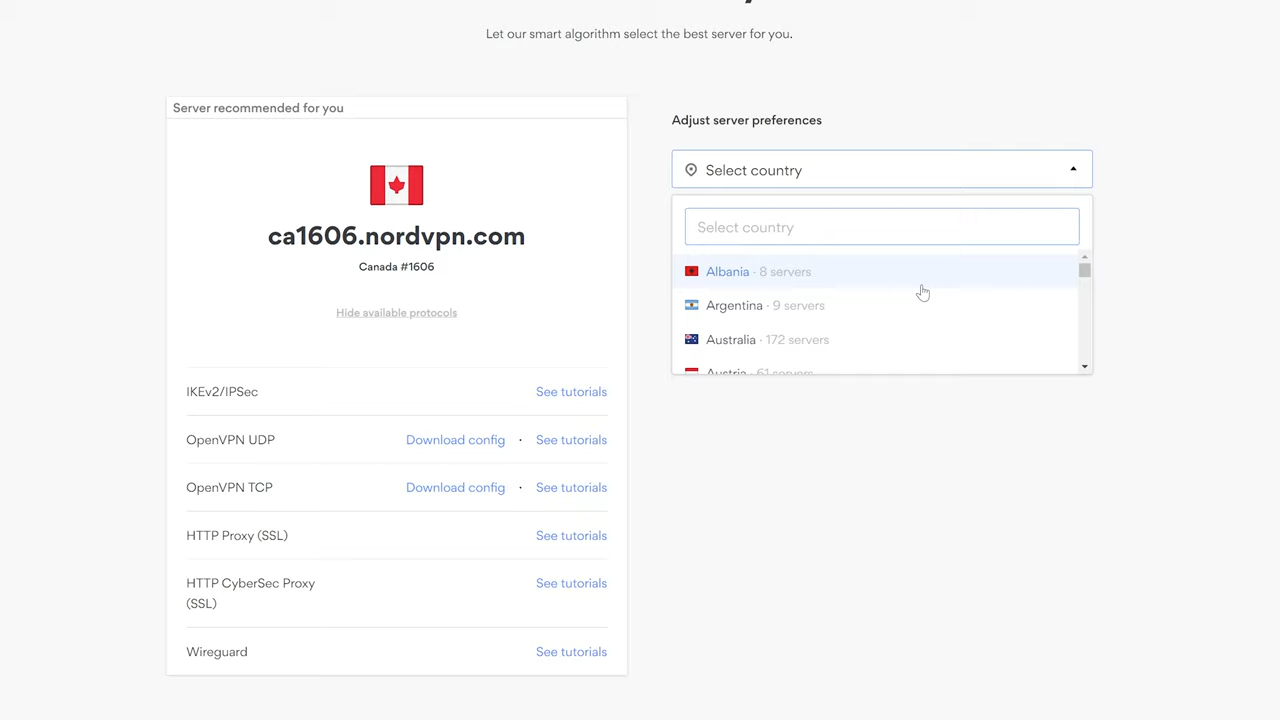 Let our smart algorithm select the best server for you.
Server recommended for you
ca1606.nordvpn.com
Canada #1606
Hide available protocols
IKEv2/IPSec See tutorials
OpenVPN UDP Download config · See tutorials
OpenVPN TCP Download config · See tutorials
HTTP Proxy (SSL) See tutorials
HTTP CyberSec Proxy See tutorials
(SSL)
Wireguard See tutorials
Adjust server preferences
Select country
Select country
Albania · 8 servers
Argentina · 9 servers
Australia · 172 servers
Austria · 61 servers